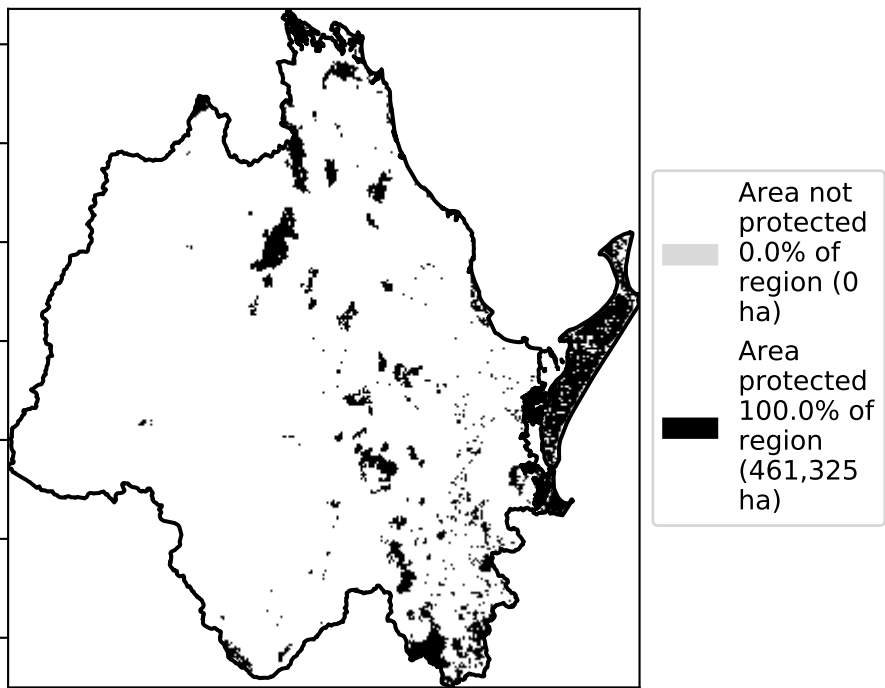 Area not
protected
0.0% of
region (0
ha)
Area
protected
100.0% of
region
(461,325
ha)